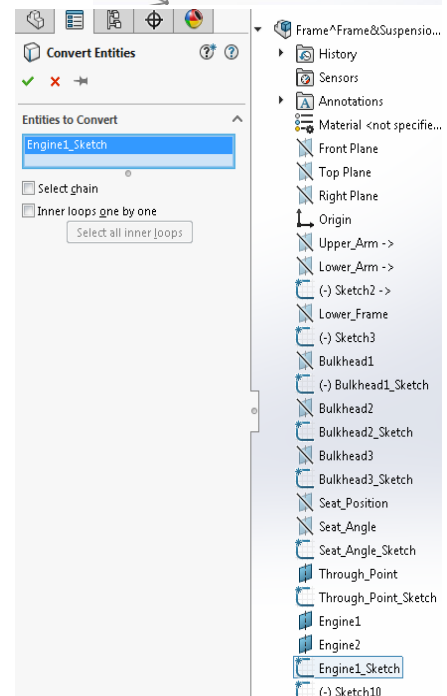 Convert Entities
Entities to Convert
Engine1_Sketch
Select chain
Inner loops one by one
Select all inner loops
Frame^Frame&Suspensio...
History
Sensors
Annotations
Material <not specifie...
Front Plane
Top Plane
Right Plane
Origin
Upper_Arm ->
Lower_Arm ->
(-) Sketch2 ->
Lower_Frame
(-) Sketch3
Bulkhead1
(-) Bulkhead1_Sketch
Bulkhead2
Bulkhead2_Sketch
Bulkhead3
Bulkhead3_Sketch
Seat_Position
Seat_Angle
Seat_Angle_Sketch
Through_Point
Through_Point_Sketch
Engine1
Engine2
Engine1_Sketch
(-) Sketch10